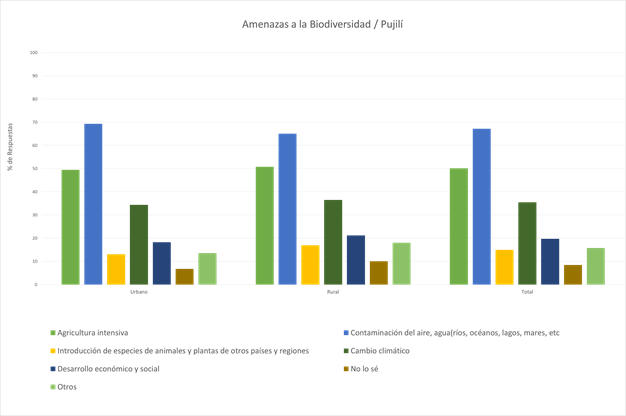 Amenazas a la Biodiversidad / Pujilí
% de Respuestas
100
90
80
70
60
50
40
30
20
10
0
Urbano Rural Total
Agricultura intensiva Contaminación del aire, agua(ríos, océanos, lagos, mares, etc
Introducción de especies de animales y plantas de otros países y regiones Cambio climático
Desarrollo económico y social No lo sé
Otros